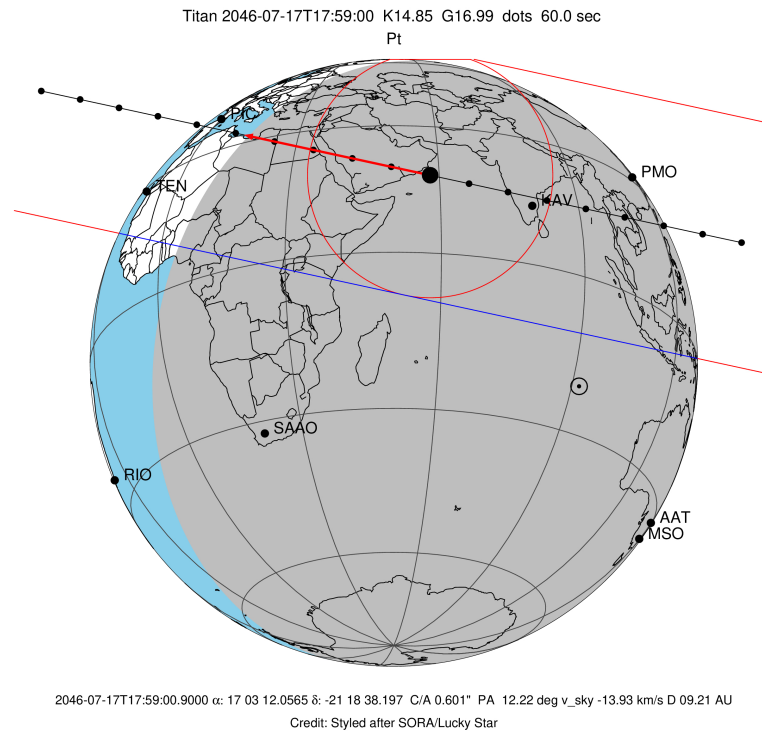 Titan 2046-07-17T17:59:00 K14.85 G16.99 dots 60.0 sec
Pt
PIC
TEN
PMO
KAV
SAAO
RIO
AAT
MSO
2046-07-17T17:59:00.9000 α: 17 03 12.0565 δ: -21 18 38.197 C/A 0.601" PA 12.22 deg v_sky -13.93 km/s D 09.21 AU
Credit: Styled after SORA/Lucky Star